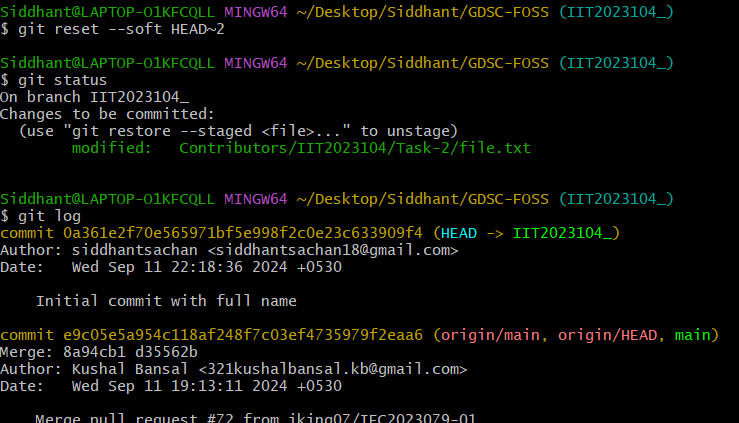 Siddhant@LAPTOP-O1KFCQLL MINGW64 ~/Desktop/Siddhant/GDSC-FOSS (IIT2023104_)
$ git reset --soft HEAD~2
Siddhant@LAPTOP-O1KFCQLL MINGW64 ~/Desktop/Siddhant/GDSC-FOSS (IIT2023104_)
$ git status
On branch IIT2023104_
Changes to be committed:
  (use "git restore --staged <file>..." to unstage)
        modified:   Contributors/IIT2023104/Task-2/file.txt
Siddhant@LAPTOP-O1KFCQLL MINGW64 ~/Desktop/Siddhant/GDSC-FOSS (IIT2023104_)
$ git log
commit 0a361e2f70e565971bf5e998f2c0e23c633909f4 (HEAD -> IIT2023104_)
Author: siddhantsachan <siddhantsachan18@gmail.com>
Date:   Wed Sep 11 22:18:36 2024 +0530
    Initial commit with full name
commit e9c05e5a954c118af248f7c03ef4735979f2eaa6 (origin/main, origin/HEAD, main)
Merge: 8a94cb1 d35562b
Author: Kushal Bansal <321kushalbansal.kb@gmail.com>
Date:   Wed Sep 11 19:13:11 2024 +0530
    Merge pull request #72 from